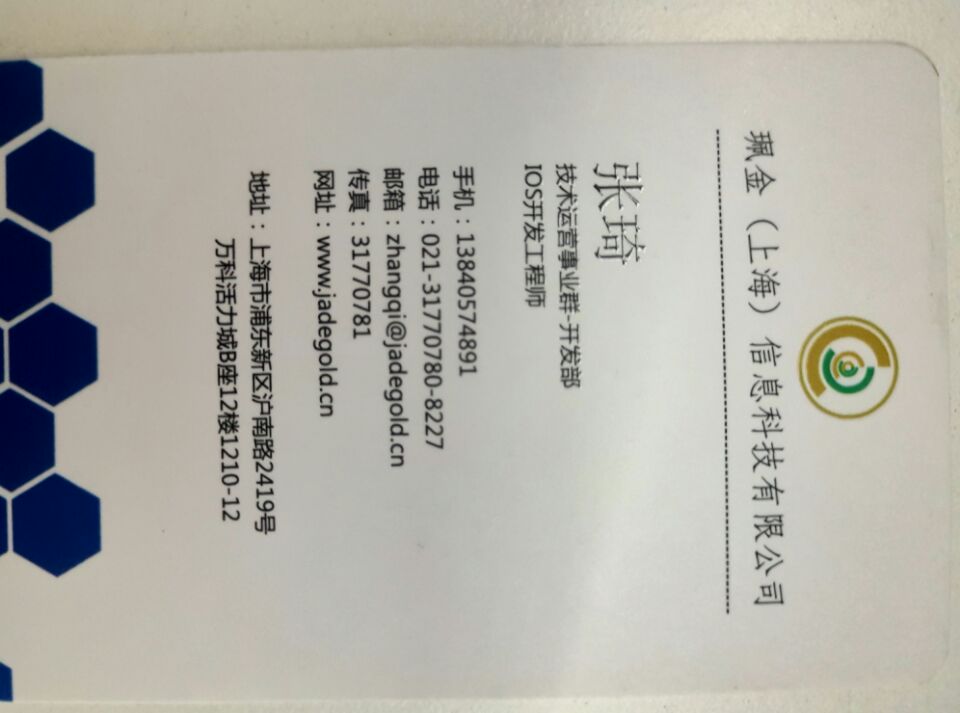 珮金（上海）信息科技有限公司
张琦
技术运营事业群-开发部
IOS开发工程师
手机：13840574891
电话：021-31770780-8227
邮箱：zhangqi@jadegold.cn
传真：31770781
网址：www.jadegold.cn
地址：上海市浦东新区沪南路2419号
万科活力城B座12楼1210-12